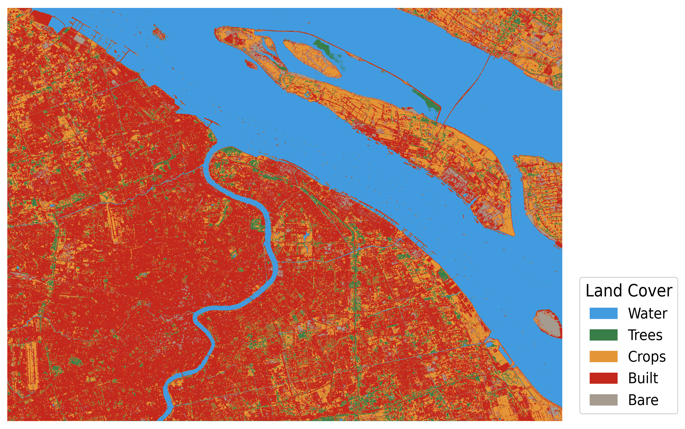 Land Cover
Water
Trees
Crops
Built
Bare